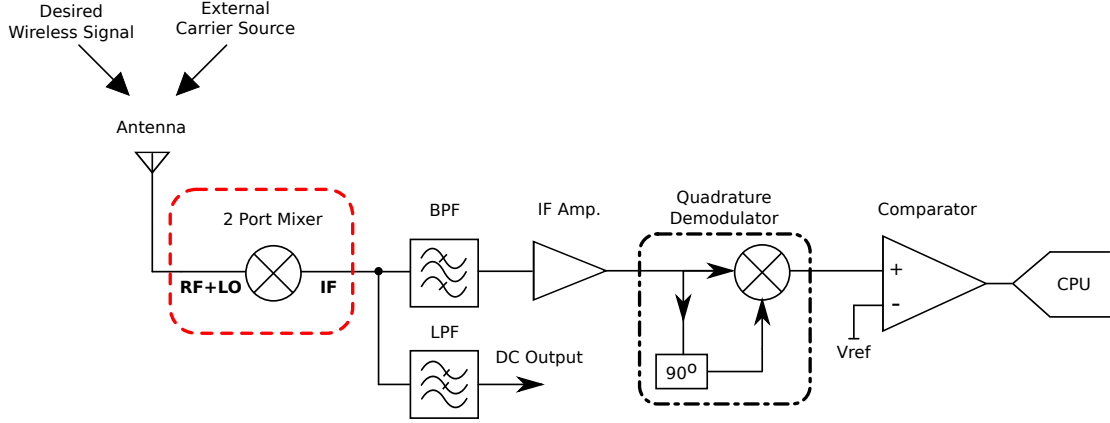 Desired
Wireless Signal
External
Carrier Source
Antenna
2 Port Mixer
RF+LO
IF
BPF
IF Amp.
Quadrature
Demodulator
Comparator
+
-
Vref
CPU
LPF
DC Output
90o